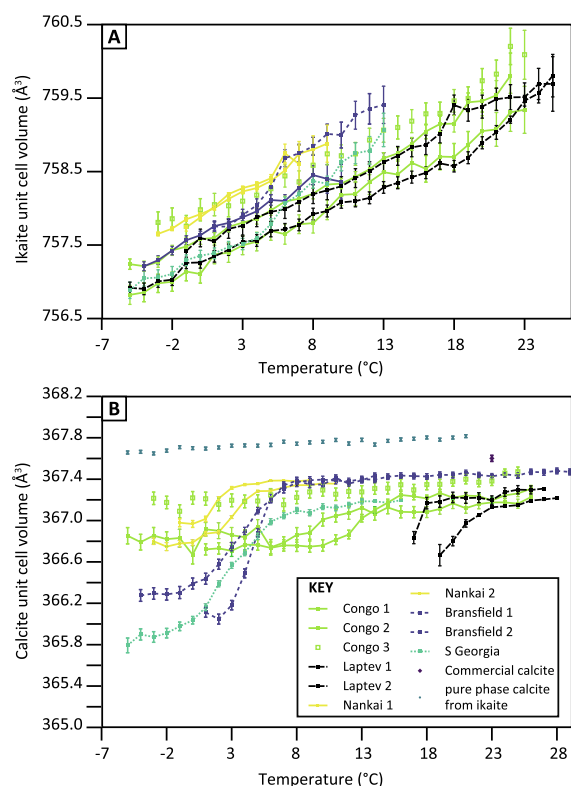 760.5
A
759.5
758.5
757.5
756.5
Ikaite unit cell volume (Å³)
-7 -2 3 8 13 18 23
Temperature (°C)
368.2
B
367.8
367.4
367.0
366.6
366.2
365.8
365.4
365.0
Calcite unit cell volume (Å³)
KEY
Congo 1
Congo 2
Congo 3
Laptev 1
Laptev 2
Nankai 1
Nankai 2
Bransfield 1
Bransfield 2
S Georgia
Commercial calcite
pure phase calcite
from ikaite
-7 -2 3 8 13 18 23 28
Temperature (°C)